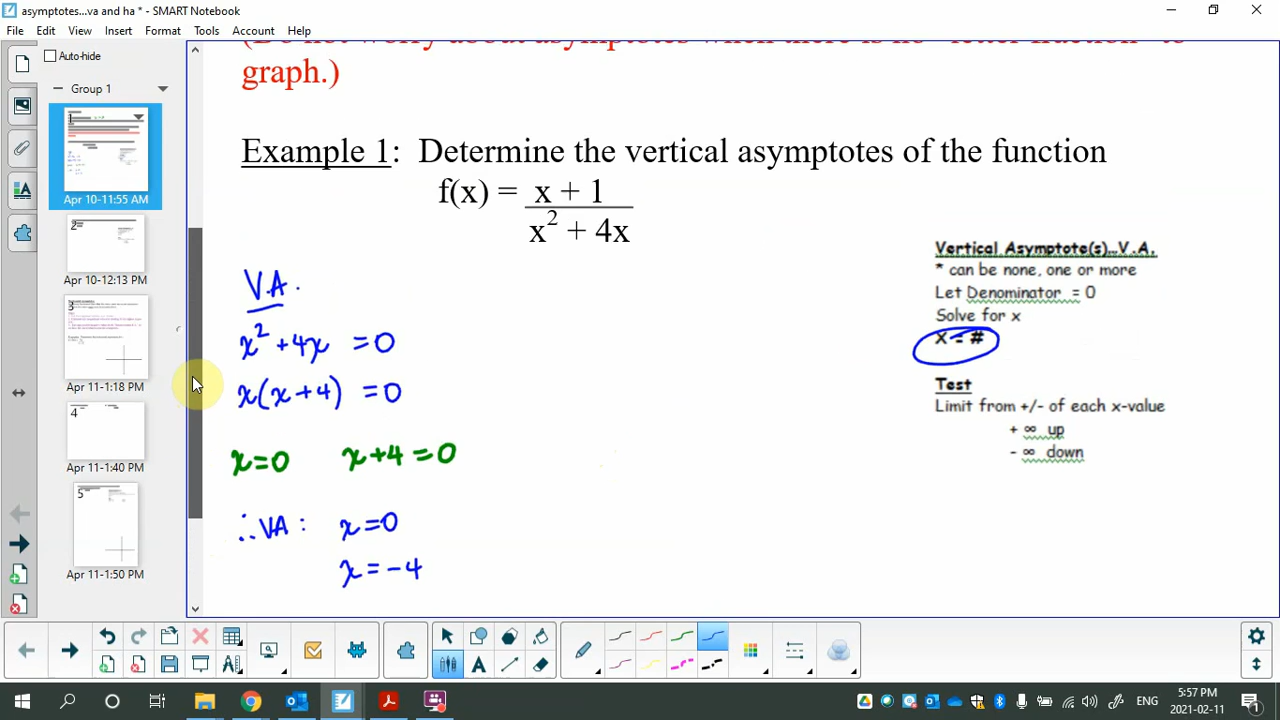 asymptotes...va and ha * - SMART Notebook
File Edit View Insert Format Tools Account Help
Auto-hide
Group 1
1
Apr 10-11:55 AM
2
Apr 10-12:13 PM
3
Apr 11-1:18 PM
4
Apr 11-1:40 PM
5
Apr 11-1:50 PM
graph.)
Example 1: Determine the vertical asymptotes of the function
f(x) = x + 1
x² + 4x
V.A.
x² + 4x = 0
x(x+4) = 0
x=0 x+4=0
∴VA: x=0
x=-4
Vertical Asymptote(s)...V.A.
* can be none, one or more
Let Denominator = 0
Solve for x
X = #
Test
Limit from +/- of each x-value
+ ∞ up
- ∞ down
ENG
5:57 PM
2021-02-11